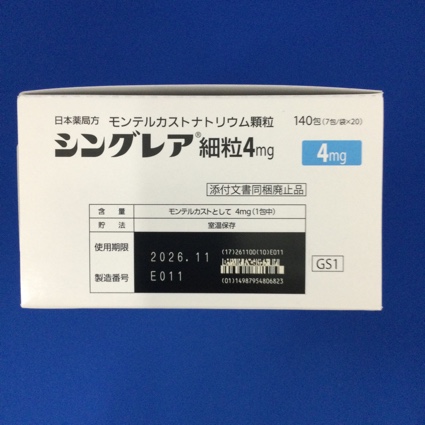 日本薬局方 モンテルカストナトリウム顆粒 140包(7包/袋×20)
シングレア®細粒4mg
4mg
添付文書同梱廃止品
含 量 モンテルカストとして 4mg(1包中)
貯 法 室温保存
使用期限 2026.11 (17)261100(10)E011
製造番号 E011 (01)14987954806823
GS1